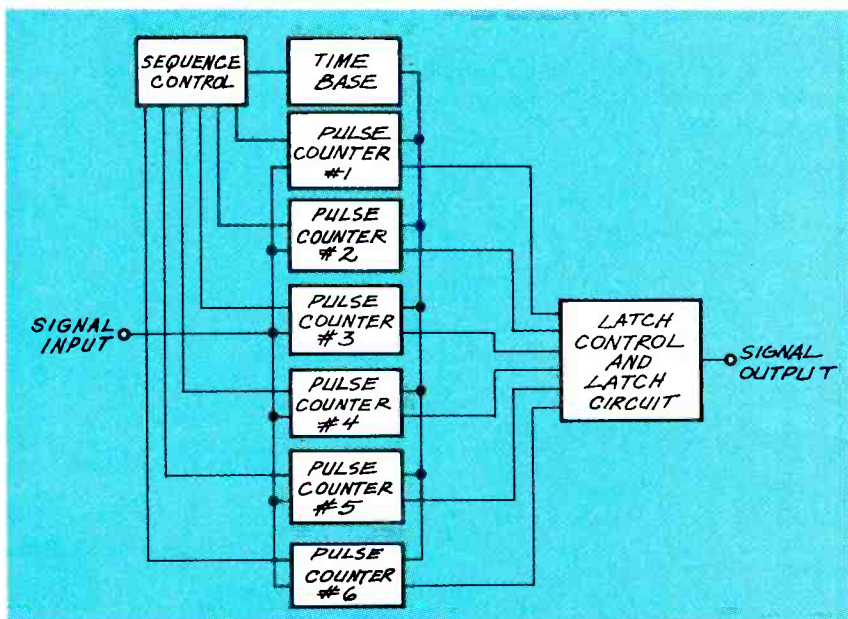 SEQUENCE
CONTROL
TIME
BASE
PULSE
COUNTER
#1
PULSE
COUNTER
#2
PULSE
COUNTER
#3
PULSE
COUNTER
#4
PULSE
COUNTER
#5
PULSE
COUNTER
#6
SIGNAL
INPUT
LATCH
CONTROL
AND
LATCH
CIRCUIT
SIGNAL
OUTPUT